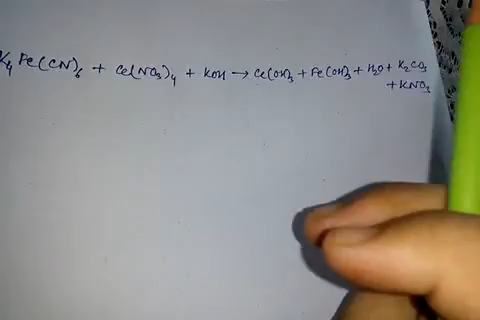 K₄Fe(CN)₆ + Ce(NO₃)₄ + KOH → Ce(OH)₃ + Fe(OH)₃ + H₂O + K₂CO₃
+ KNO₃